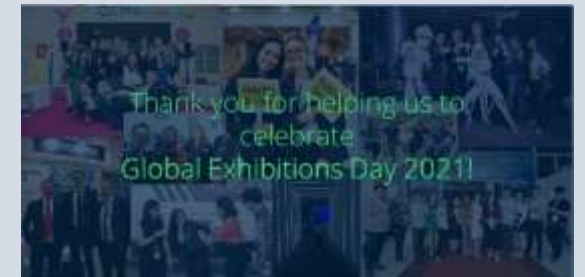 Thank you for helping us to
celebrate
Global Exhibitions Day 2021!